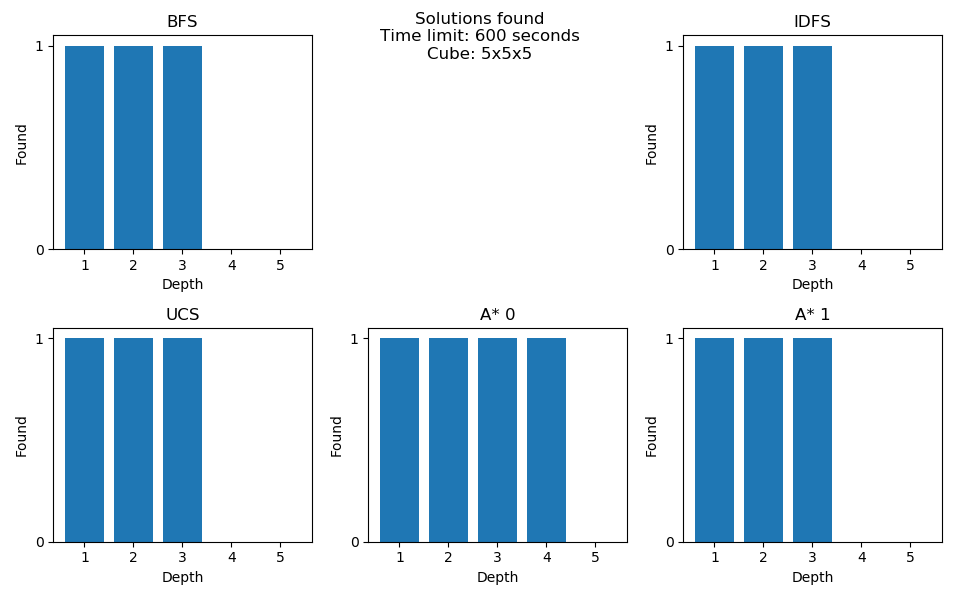 BFS
1
Found
0
1 2 3 4 5
Depth
Solutions found
Time limit: 600 seconds
Cube: 5x5x5
IDFS
1
Found
0
1 2 3 4 5
Depth
UCS
1
Found
0
1 2 3 4 5
Depth
A* 0
1
Found
0
1 2 3 4 5
Depth
A* 1
1
Found
0
1 2 3 4 5
Depth